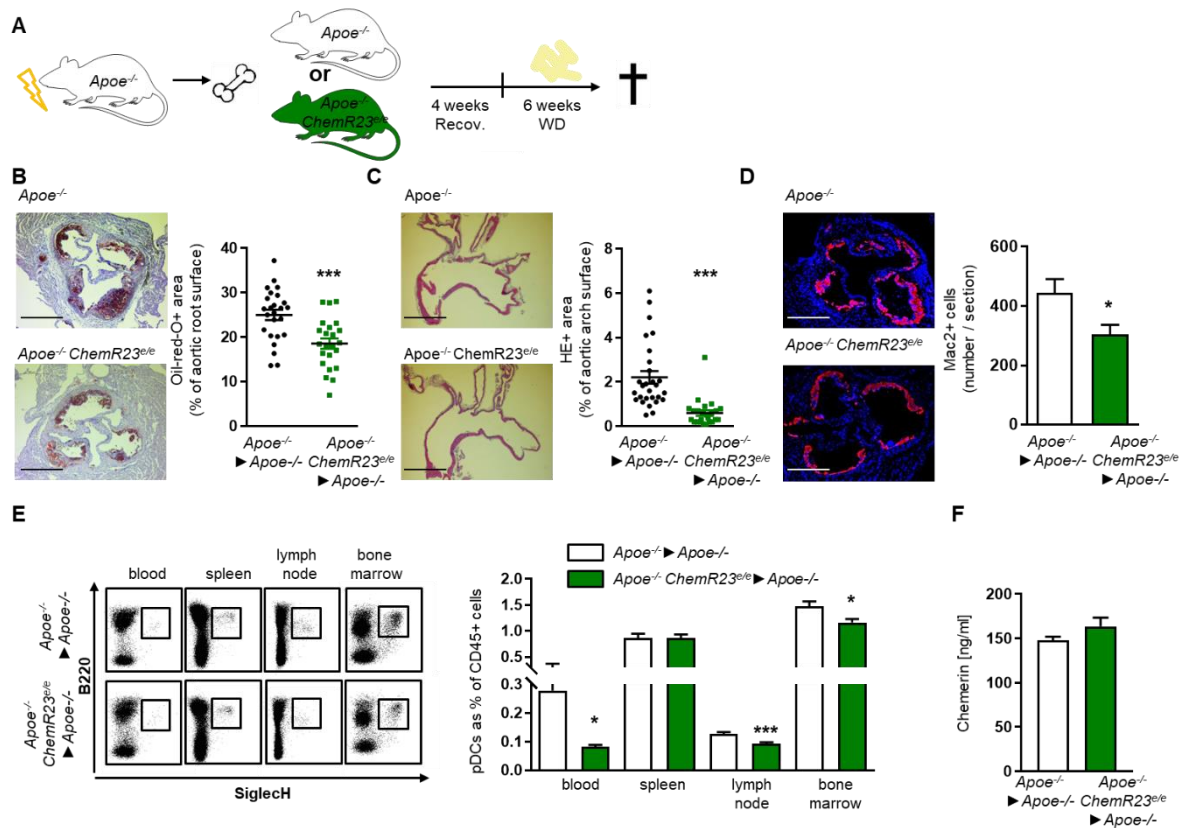 A
Apoe-/-
Apoe-/-
or
Apoe-/-
ChemR23e/e
4 weeks
Recov.
6 weeks
WD
B
Apoe-/-
Apoe-/- ChemR23e/e
Oil-red-O+ area
(% of aortic root surface)
40
30
20
10
0
***
Apoe-/-
►Apoe-/-
Apoe-/-
ChemR23e/e
►Apoe-/-
C
Apoe-/-
Apoe-/- ChemR23e/e
HE+ area
(% of aortic arch surface)
8
6
4
2
0
***
Apoe-/-
►Apoe-/-
Apoe-/-
ChemR23e/e
►Apoe-/-
D
Apoe-/-
Apoe-/- ChemR23e/e
Mac2+ cells
(number / section)
600
400
200
0
*
Apoe-/-
►Apoe-/-
Apoe-/-
ChemR23e/e
►Apoe-/-
E
blood
spleen
lymph
node
bone
marrow
Apoe-/-
►Apoe-/-
Apoe-/-
ChemR23e/e
►Apoe-/-
B220
SiglecH
Apoe-/-►Apoe-/-
Apoe-/- ChemR23e/e►Apoe-/-
pDCs as % of CD45+ cells
2.0
1.5
1.0
0.5
0.3
0.2
0.1
0.0
*
***
*
blood
spleen
lymph
node
bone
marrow
F
Chemerin [ng/ml]
200
150
100
50
0
Apoe-/-
►Apoe-/-
Apoe-/-
ChemR23e/e
►Apoe-/-